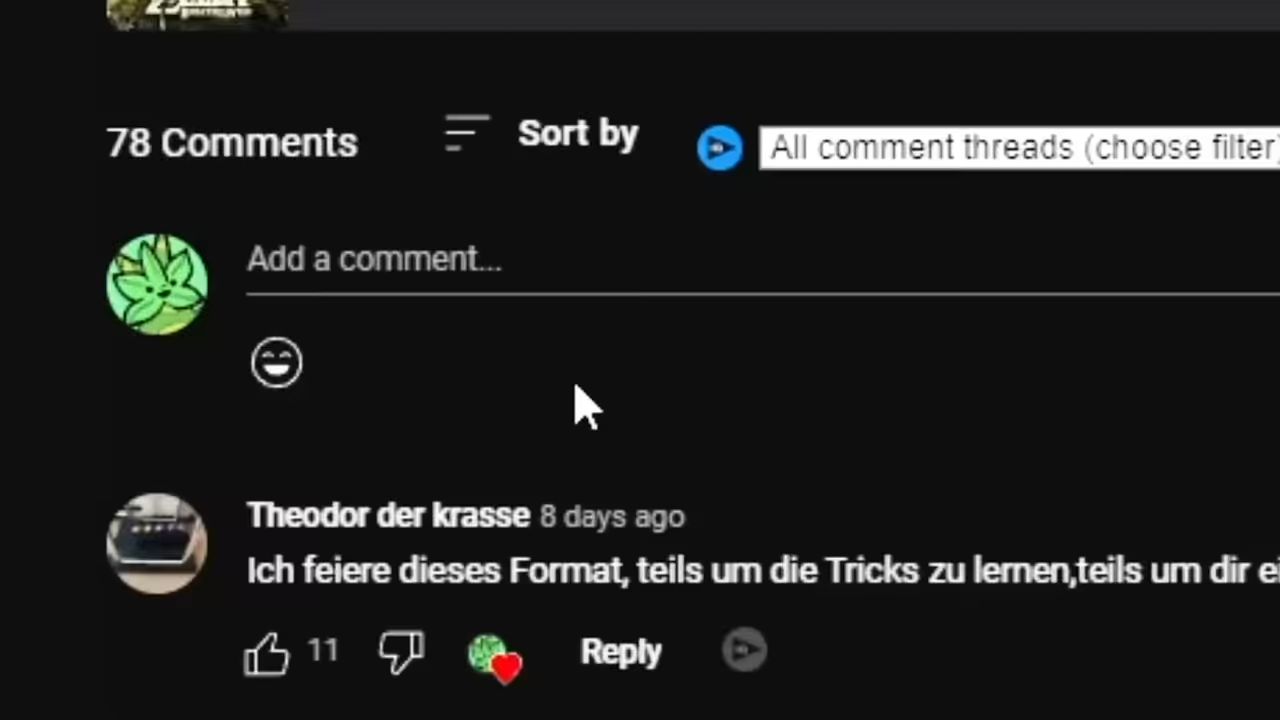 78 Comments
Sort by
All comment threads (choose filter)
Add a comment...
Theodor der krasse 8 days ago
Ich feiere dieses Format, teils um die Tricks zu lernen,teils um dir
11
Reply